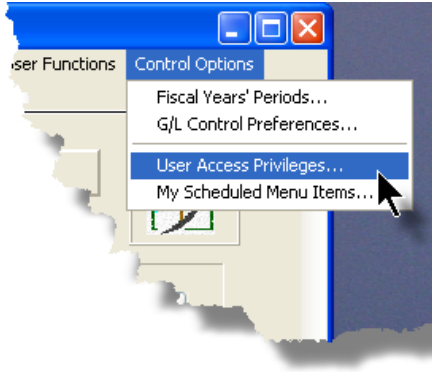 ser Functions Control Options
Fiscal Years' Periods...
G/L Control Preferences...
User Access Privileges...
My Scheduled Menu Items...